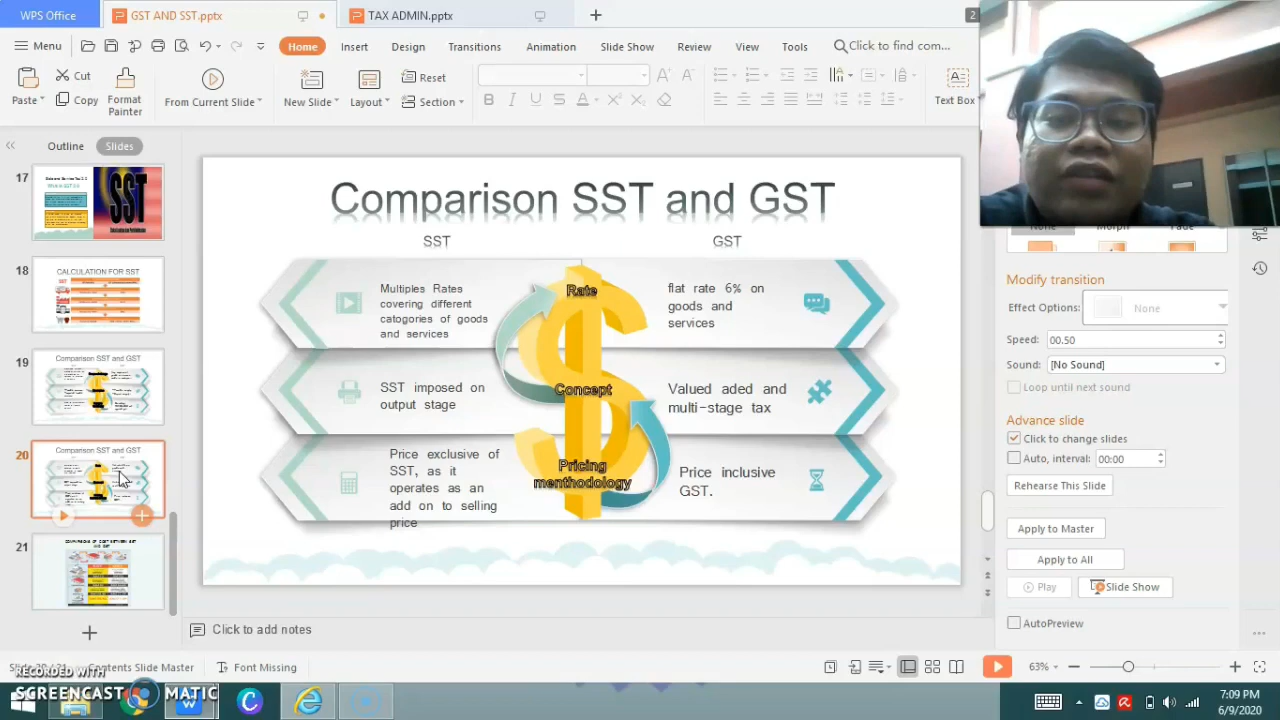 WPS Office
GST AND SST.pptx
TAX ADMIN.pptx
2
Menu
Home
Insert
Design
Transitions
Animation
Slide Show
Review
View
Tools
Click to find com...
Paste
Cut
Copy
Format Painter
From Current Slide
New Slide
Layout
Reset
Section
B I U S A X² X₂
Text Box
Outline
Slides
17
SST
18
CALCULATION FOR SST
19
Comparison SST and GST
20
Comparison SST and GST
21
Comparison SST and GST
SST
GST
Multiples Rates
covering different
catogories of goods
and services
Rate
flat rate 6% on
goods and
services
SST imposed on
output stage
Concept
Valued aded and
multi-stage tax
Price exclusive of
SST, as it
operates as an
add on to selling
price
Pricing
menthodology
Price inclusive
GST.
Modify transition
Effect Options:
None
Speed:
00.50
Sound:
[No Sound]
Loop until next sound
Advance slide
Click to change slides
Auto, interval:
00:00
Rehearse This Slide
Apply to Master
Apply to All
Play
Slide Show
AutoPreview
Click to add notes
Contents Slide Master
Font Missing
63%
RECORDED WITH
SCREENCAST MATIC
7:09 PM
6/9/2020